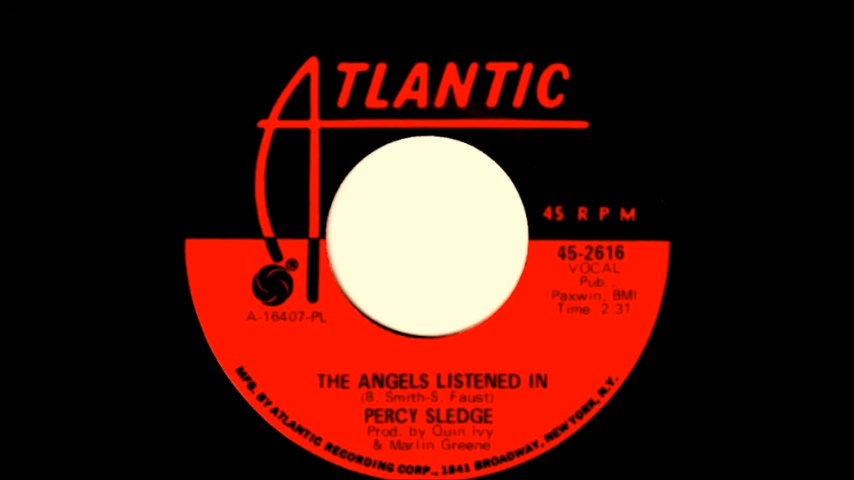 ATLANTIC
45 RPM
45-2616
VOCAL
Pub.,
Paxwin, BMI
Time 2.31
A-16407-PL
THE ANGELS LISTENED IN
(B. Smith-S. Faust)
PERCY SLEDGE
Prod. by Quin Ivy
& Marlin Greene
MFG. BY ATLANTIC RECORDING CORP., 1841 BROADWAY, NEW YORK, N.Y.